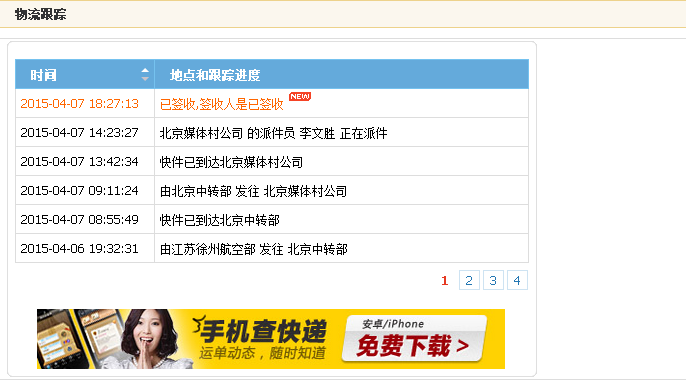 物流跟踪
时间 地点和跟踪进度
2015-04-07 18:27:13 已签收,签收人是已签收 NEW
2015-04-07 14:23:27 北京媒体村公司 的派件员 李文胜 正在派件
2015-04-07 13:42:34 快件已到达北京媒体村公司
2015-04-07 09:11:24 由北京中转部 发往 北京媒体村公司
2015-04-07 08:55:49 快件已到达北京中转部
2015-04-06 19:32:31 由江苏徐州航空部 发往 北京中转部
1 2 3 4
手机查快递
运单动态，随时知道
安卓/iPhone
免费下载 >